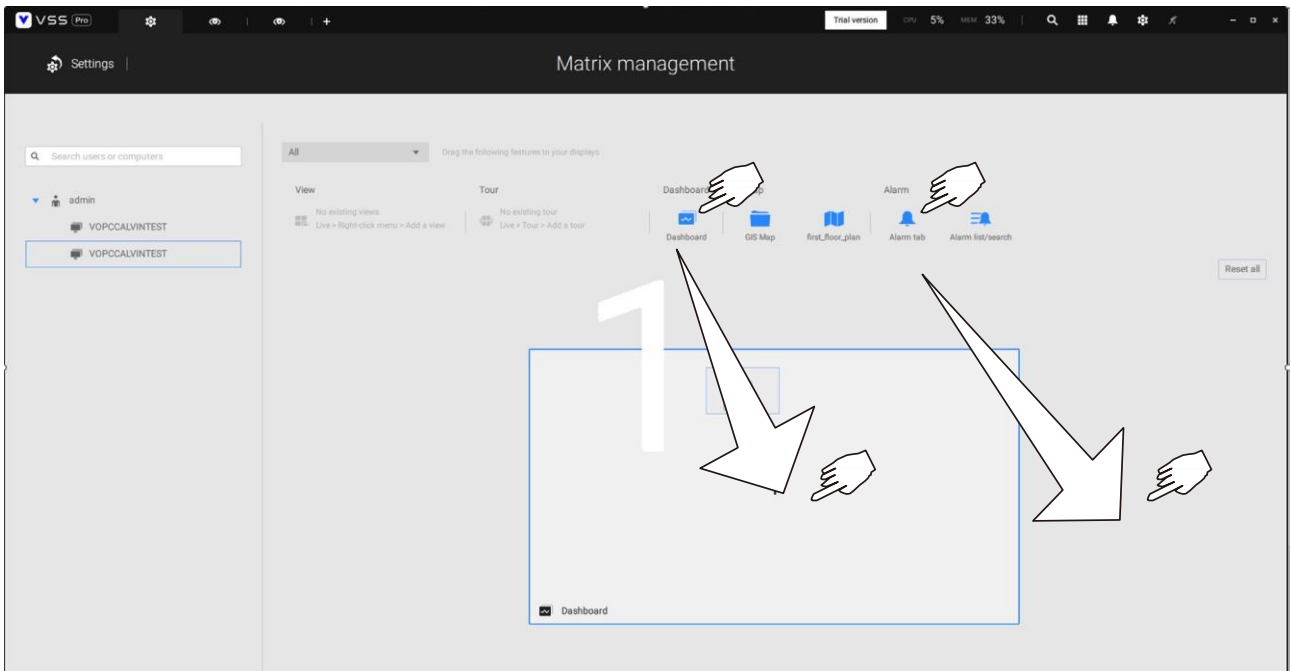 VSS Pro
Trial version CPU 5% MEM 33%
Settings
Matrix management
Search users or computers
admin
VOPCCALVINTEST
VOPCCALVINTEST
All
Drag the following features to your displays
View
No existing views
Live > Right-click menu > Add a view
Tour
No existing tour
Live > Tour > Add a tour
Dashboard
Dashboard
GIS Map
first_floor_plan
Alarm
Alarm tab
Alarm list/search
Reset all
1
Dashboard